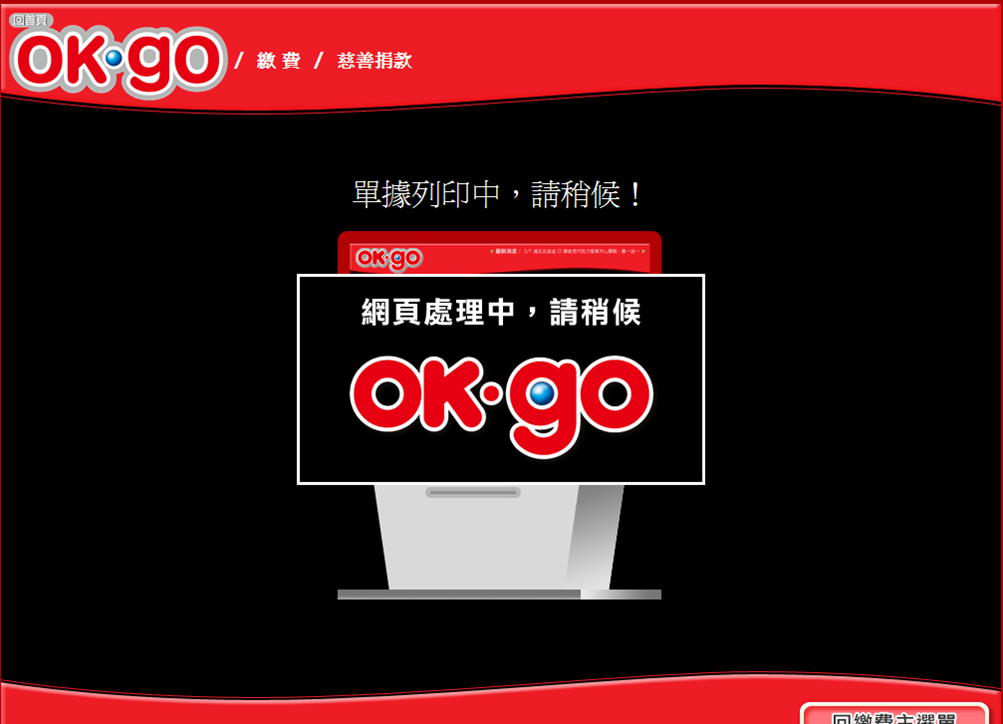 回首頁
OK·go / 繳費 / 慈善捐款
單據列印中，請稍候！
OK·go
網頁處理中，請稍候
OK·go
回繳費主選單